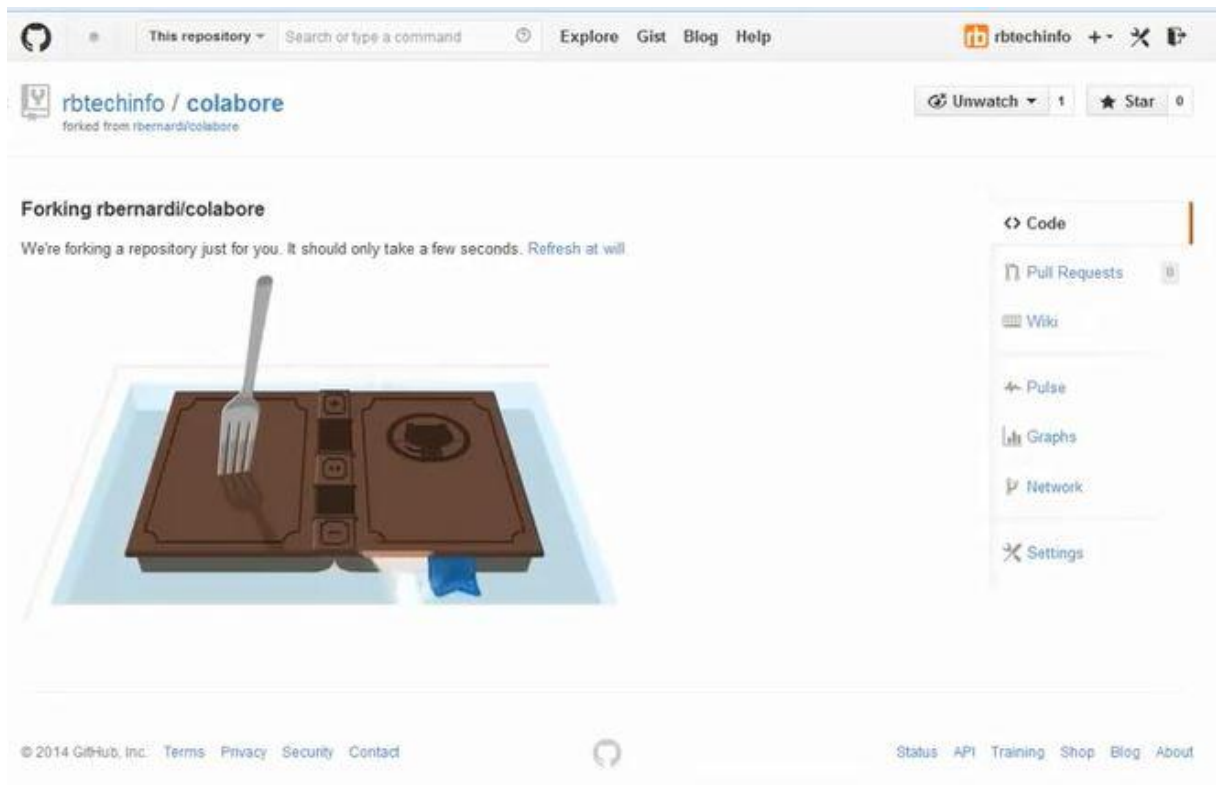 This repository
Search or type a command
Explore Gist Blog Help
rbtechinfo
rbtechinfo / colabore
forked from rbernardi/colabore
Unwatch 1
Star 0
Forking rbernardi/colabore
We're forking a repository just for you. It should only take a few seconds. Refresh at will
Code
Pull Requests 0
Wiki
Pulse
Graphs
Network
Settings
© 2014 GitHub, Inc. Terms Privacy Security Contact
Status API Training Shop Blog About